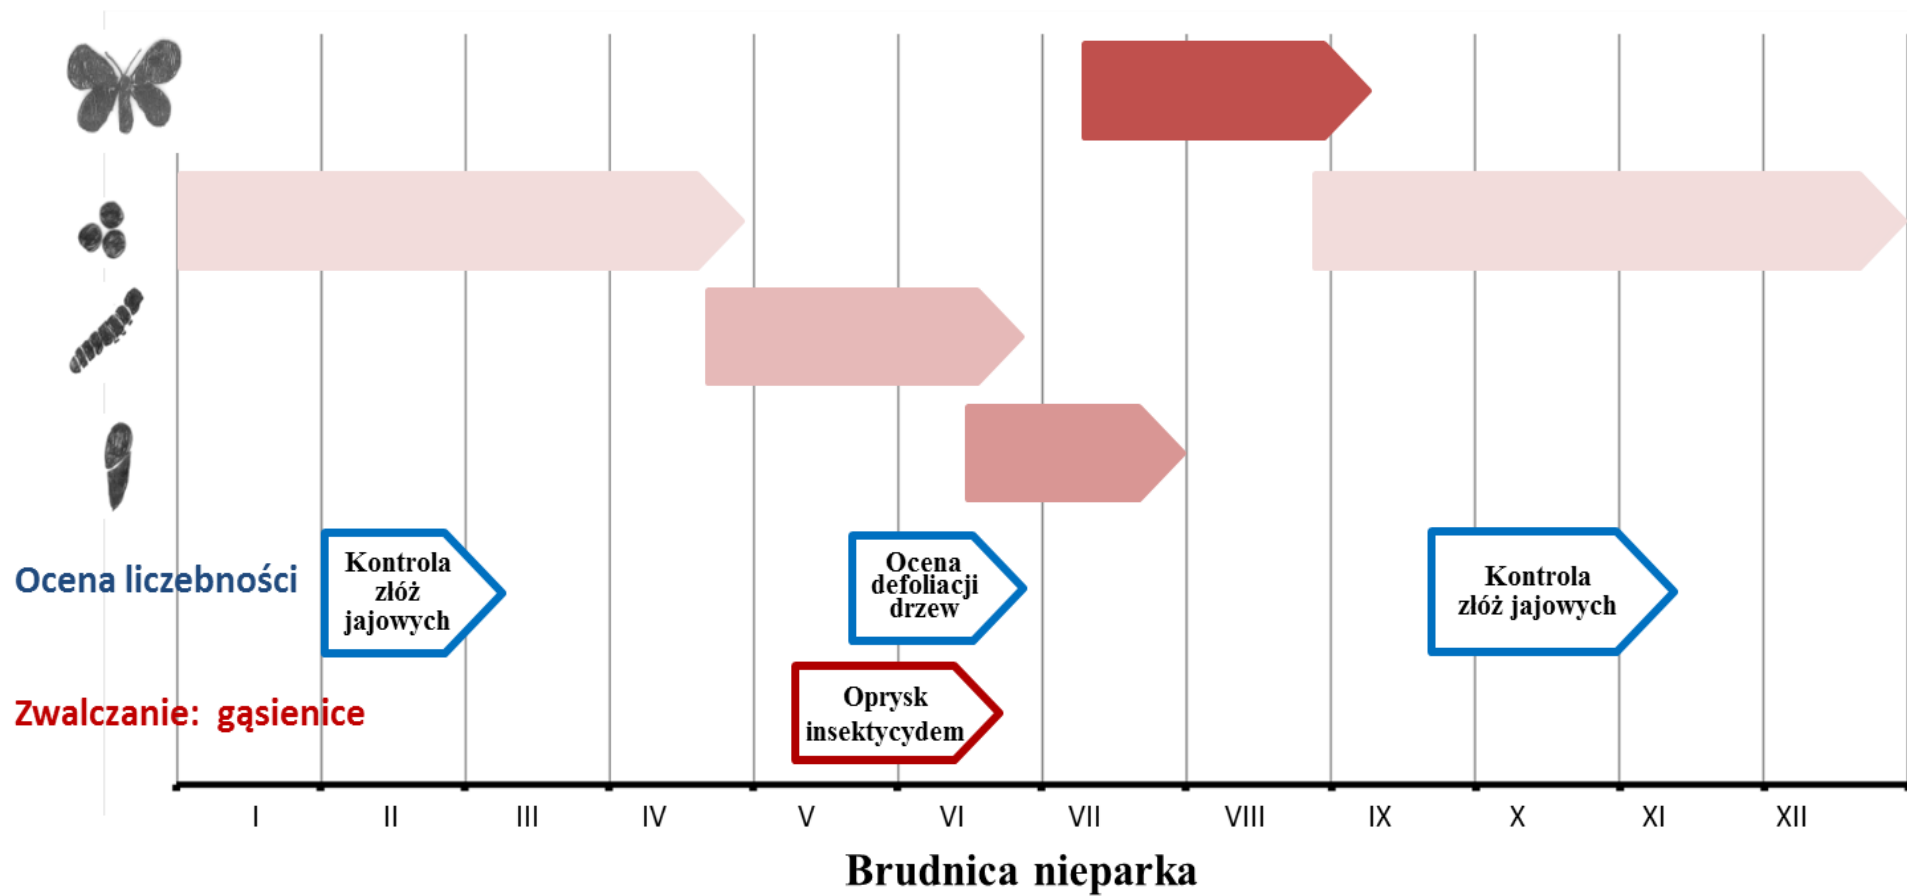 Ocena liczebności
Kontrola
złóż
jajowych
Ocena
defoliacji
drzew
Kontrola
złóż jajowych
Zwalczanie: gąsienice
Oprysk
insektycydem
I II III IV V VI VII VIII IX X XI XII
Brudnica nieparka